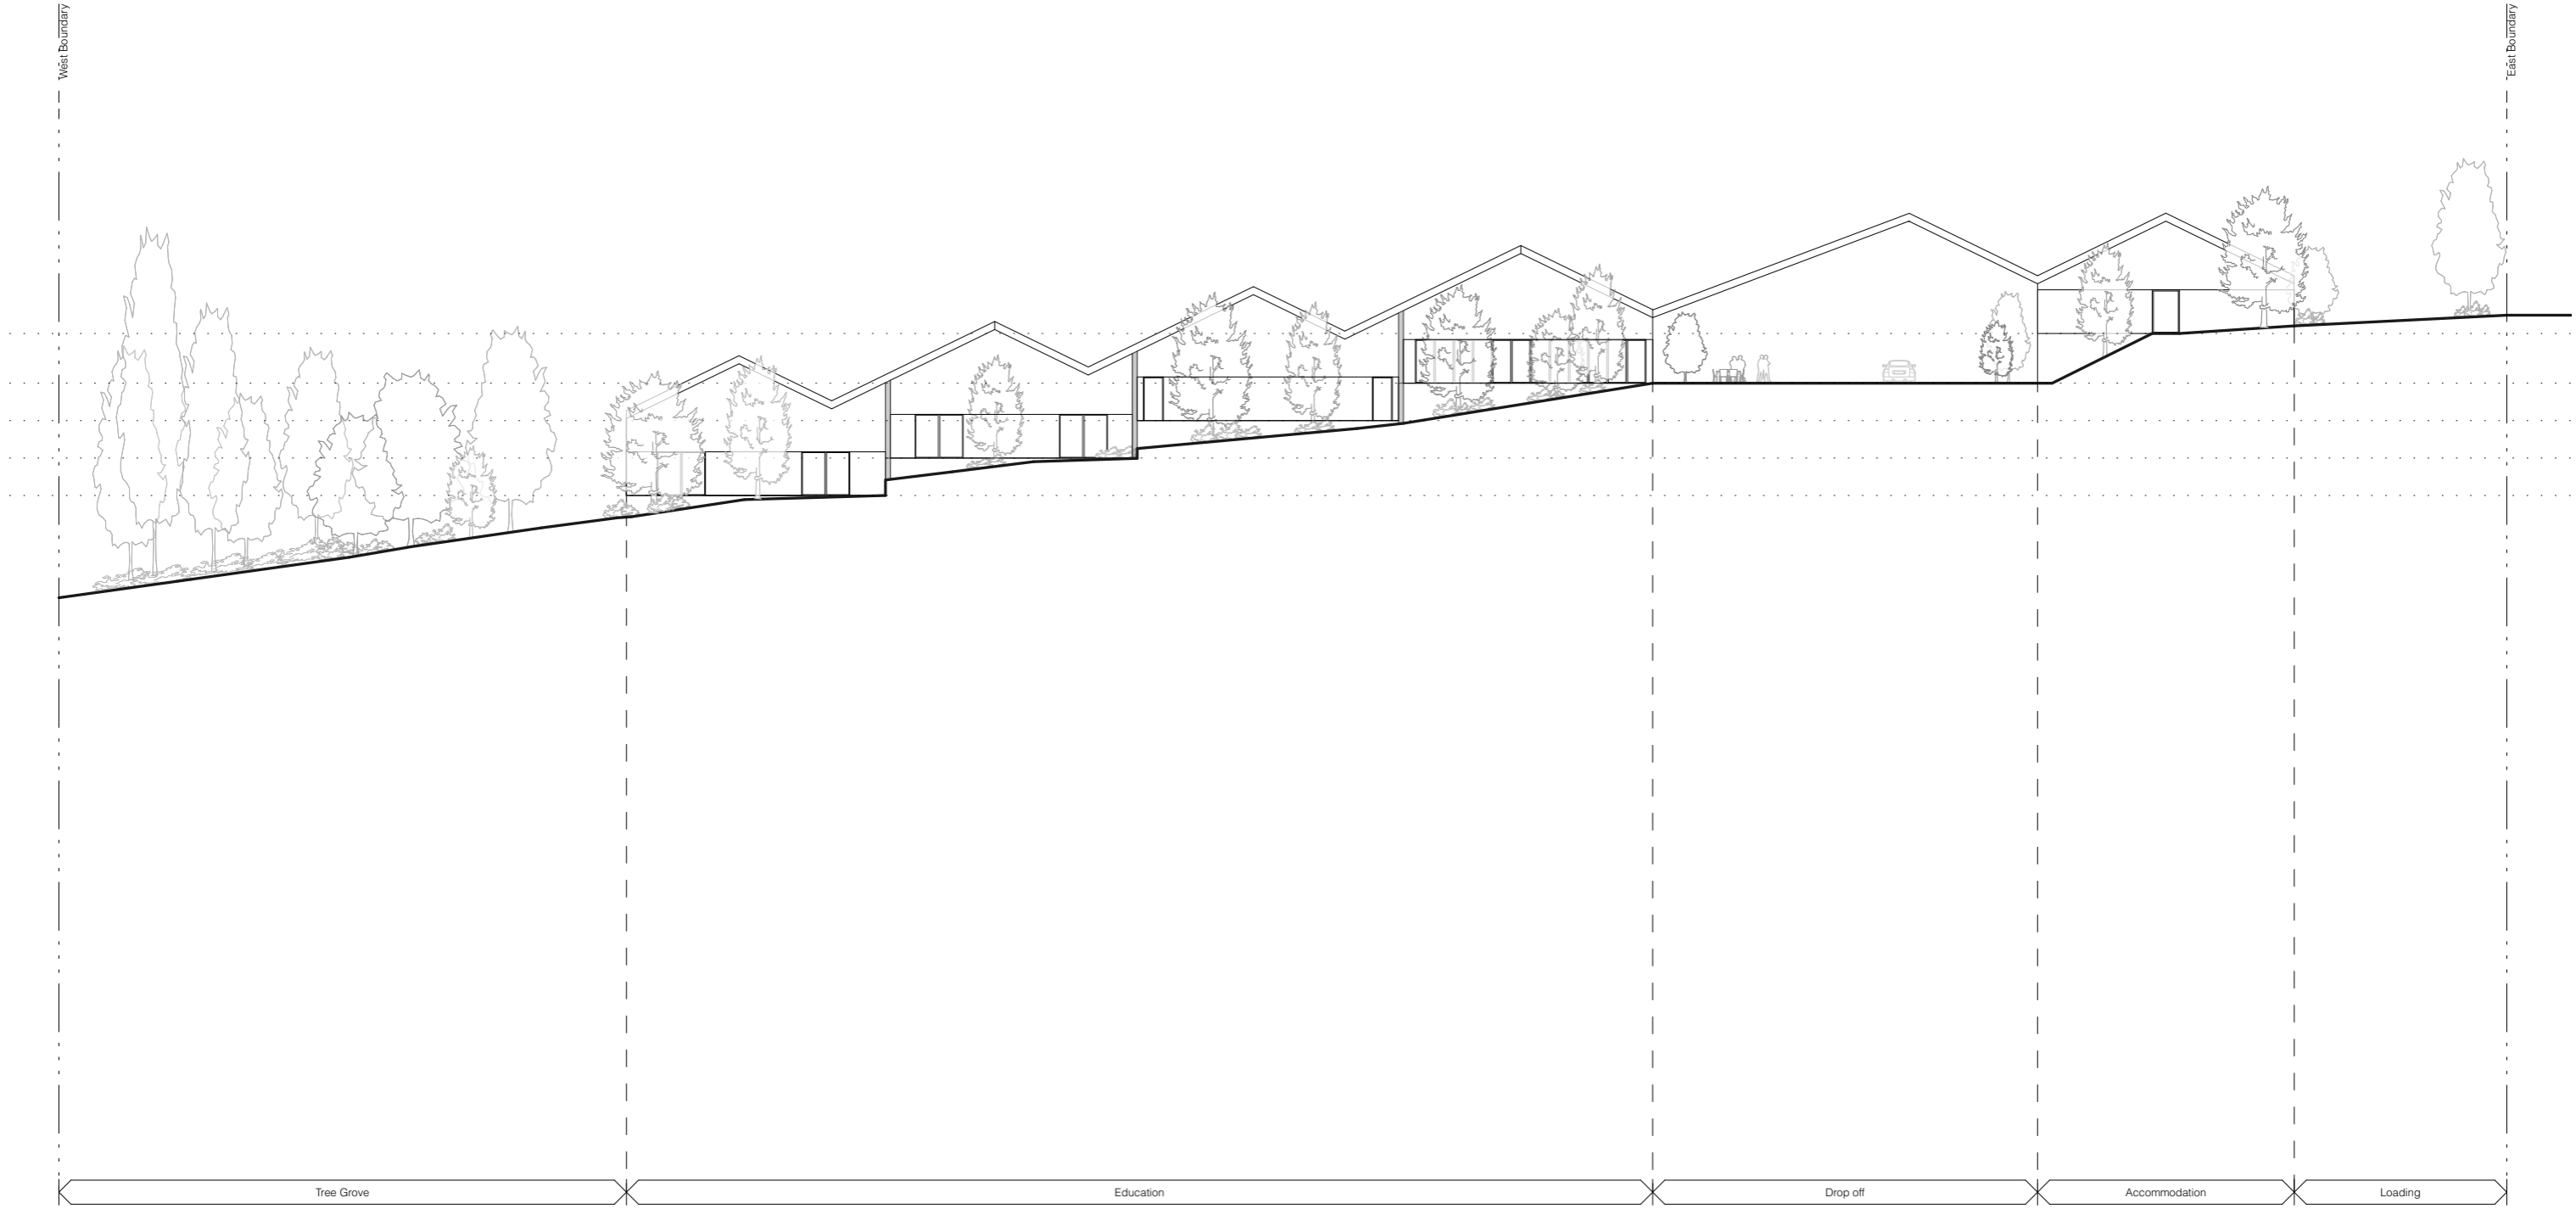 West Boundary
East Boundary
Tree Grove
Education
Drop off
Accommodation
Loading